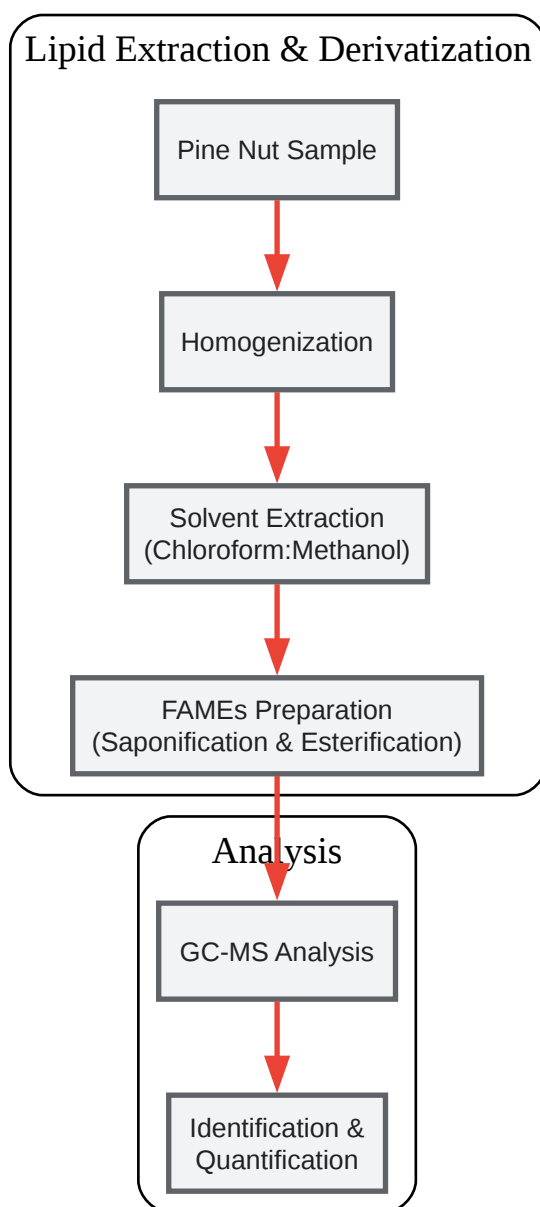 Lipid Extraction & Derivatization
Pine Nut Sample
Homogenization
Solvent Extraction
(Chloroform:Methanol)
FAMEs Preparation
(Saponification & Esterification)
Analysis
GC-MS Analysis
Identification &
Quantification